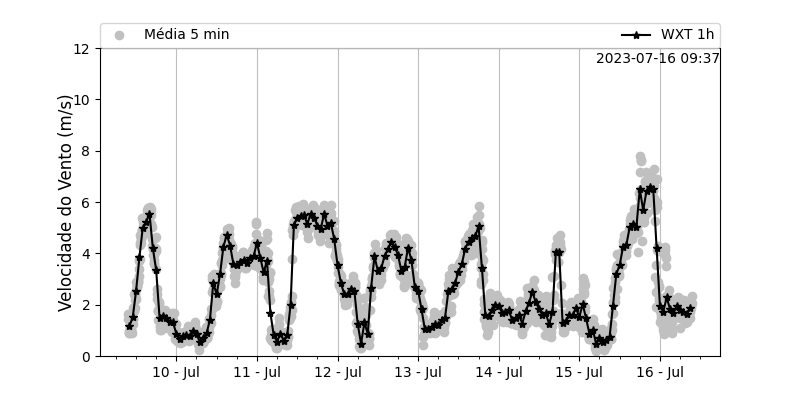 Média 5 min
WXT 1h
2023-07-16 09:37
Velocidade do Vento (m/s)
12
10
8
6
4
2
0
10 - Jul
11 - Jul
12 - Jul
13 - Jul
14 - Jul
15 - Jul
16 - Jul